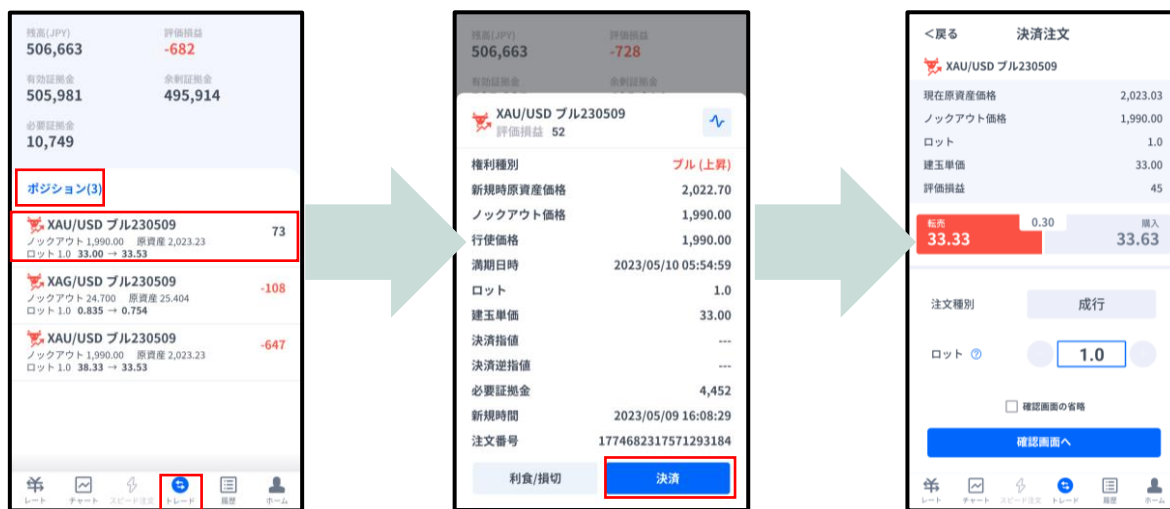 残高(JPY) 評価損益
506,663 -682
有効証拠金 余剰証拠金
505,981 495,914
必要証拠金
10,749
ポジション(3)
XAU/USD ブル230509 73
ノックアウト 1,990.00 原資産 2,023.23
ロット 1.0 33.00 → 33.53
XAG/USD ブル230509 -108
ノックアウト 24.700 原資産 25.404
ロット 1.0 0.835 → 0.754
XAU/USD ブル230509 -647
ノックアウト 1,990.00 原資産 2,023.23
ロット 1.0 38.33 → 33.53
レート チャート スピード注文 トレード 履歴 ホーム
残高(JPY) 評価損益
506,663 -728
有効証拠金 余剰証拠金
XAU/USD ブル230509
評価損益 52
権利種別 ブル (上昇)
新規時原資産価格 2,022.70
ノックアウト価格 1,990.00
行使価格 1,990.00
満期日時 2023/05/10 05:54:59
ロット 1.0
建玉単価 33.00
決済指値 ---
決済逆指値 ---
必要証拠金 4,452
新規時間 2023/05/09 16:08:29
注文番号 1774682317571293184
利食/損切 決済
<戻る 決済注文
XAU/USD ブル230509
現在原資産価格 2,023.03
ノックアウト価格 1,990.00
ロット 1.0
建玉単価 33.00
評価損益 45
転売 0.30 購入
33.33 33.63
注文種別 成行
ロット ? 1.0
確認画面の省略
確認画面へ
レート チャート スピード注文 トレード 履歴 ホーム